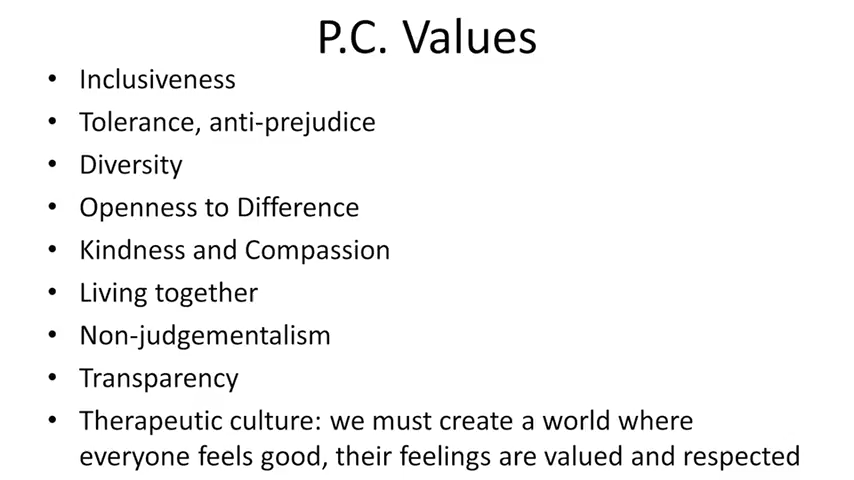 P.C. Values
• Inclusiveness
• Tolerance, anti-prejudice
• Diversity
• Openness to Difference
• Kindness and Compassion
• Living together
• Non-judgementalism
• Transparency
• Therapeutic culture: we must create a world where
everyone feels good, their feelings are valued and respected